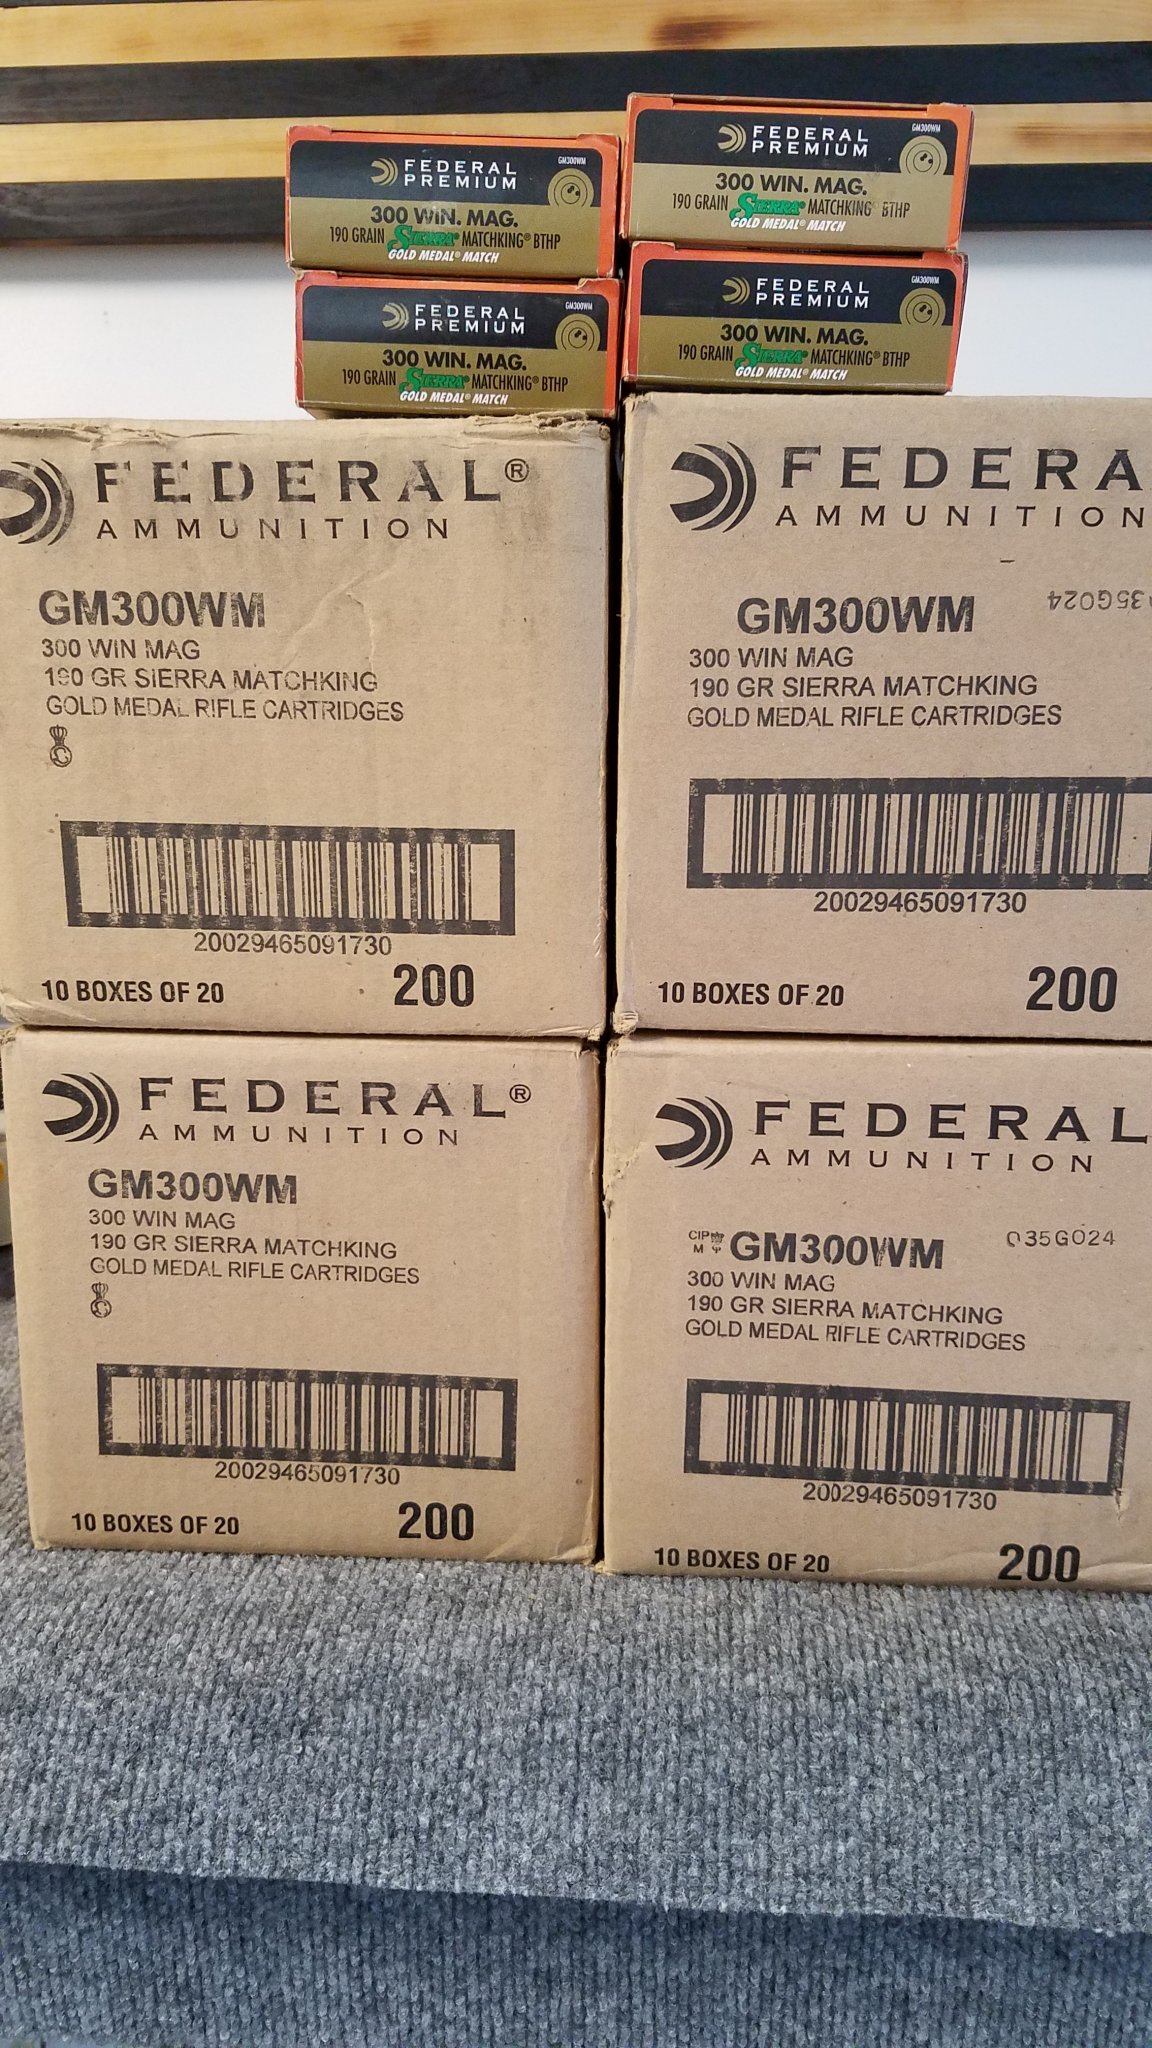 FEDERAL
PREMIUM
GM300WM
300 WIN. MAG.
190 GRAIN SIERRA® MATCHKING® BTHP
GOLD MEDAL® MATCH
FEDERAL
PREMIUM
GM300WM
300 WIN. MAG.
190 GRAIN SIERRA® MATCHKING® BTHP
GOLD MEDAL® MATCH
FEDERAL
PREMIUM
GM300WM
300 WIN. MAG.
190 GRAIN SIERRA® MATCHKING® BTHP
GOLD MEDAL® MATCH
FEDERAL
PREMIUM
GM300WM
300 WIN. MAG.
190 GRAIN SIERRA® MATCHKING® BTHP
GOLD MEDAL® MATCH
FEDERAL®
AMMUNITION
GM300WM
300 WIN MAG
190 GR SIERRA MATCHKING
GOLD MEDAL RIFLE CARTRIDGES
20029465091730
10 BOXES OF 20 200
FEDERA
AMMUNITION
GM300WM 35G024
300 WIN MAG
190 GR SIERRA MATCHKING
GOLD MEDAL RIFLE CARTRIDGES
20029465091730
10 BOXES OF 20 200
FEDERAL®
AMMUNITION
GM300WM
300 WIN MAG
190 GR SIERRA MATCHKING
GOLD MEDAL RIFLE CARTRIDGES
20029465091730
10 BOXES OF 20 200
FEDERAL
AMMUNITION
CIP
M
GM300WM 035G024
300 WIN MAG
190 GR SIERRA MATCHKING
GOLD MEDAL RIFLE CARTRIDGES
20029465091730
10 BOXES OF 20 200